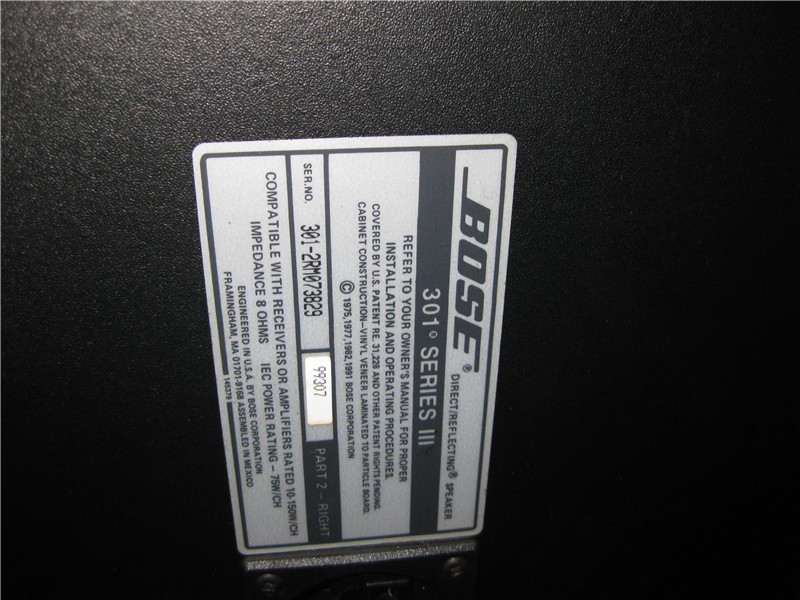 BOSE® DIRECT/REFLECTING® SPEAKER
301® SERIES III
REFER TO YOUR OWNER'S MANUAL FOR PROPER
INSTALLATION AND OPERATING PROCEDURES.
COVERED BY U.S. PATENT RE. 31,228 AND OTHER PATENT RIGHTS PENDING.
CABINET CONSTRUCTION–VINYL VENEER LAMINATED TO PARTICLE BOARD.
© 1975,1977,1982,1991 BOSE CORPORATION
SER.NO. 301-2RM073829 99307 PART 2 - RIGHT
COMPATIBLE WITH RECEIVERS OR AMPLIFIERS RATED 10-150W/CH
IMPEDANCE 8 OHMS IEC POWER RATING – 75W/CH
ENGINEERED IN U.S.A. BY BOSE CORPORATION
FRAMINGHAM, MA 01701-9168 ASSEMBLED IN MEXICO
145379